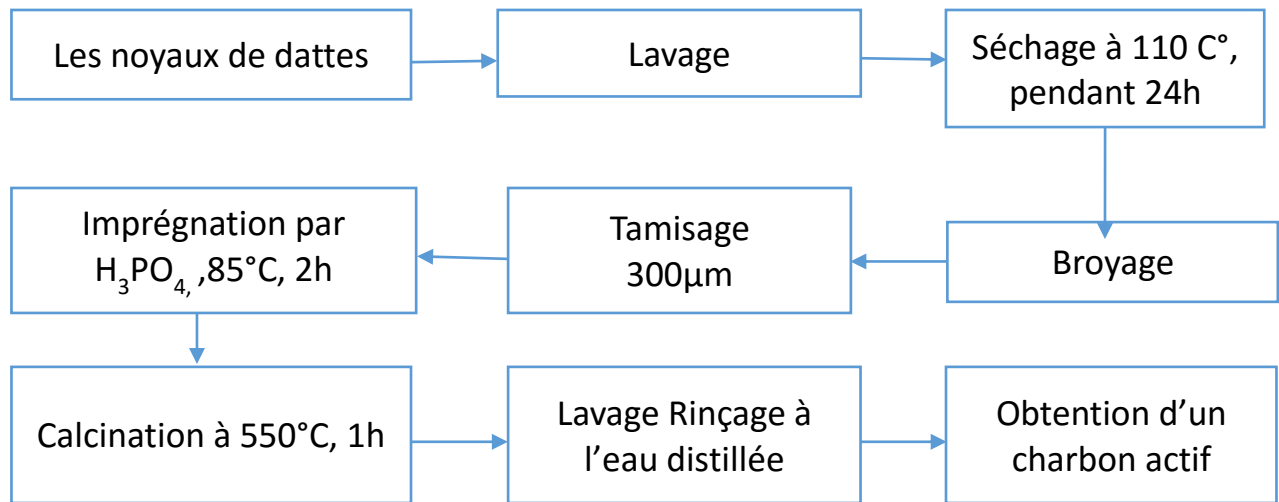 Les noyaux de dattes
Lavage
Séchage à 110 C°,
pendant 24h
Broyage
Tamisage
300µm
Imprégnation par
H₃PO₄, ,85°C, 2h
Calcination à 550°C, 1h
Lavage Rinçage à
l’eau distillée
Obtention d’un
charbon actif